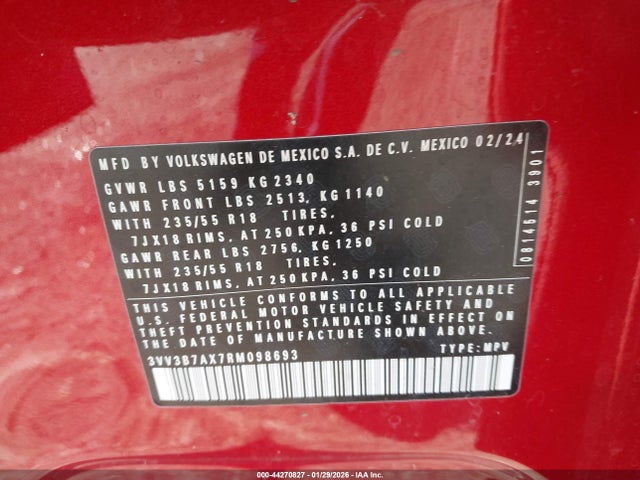 MFD BY VOLKSWAGEN DE MEXICO S.A. DE C.V. MEXICO 02/24
GVWR LBS 5159 KG 2340
GAWR FRONT LBS 2513, KG 1140
WITH 235/55 R18 TIRES.
7JX18 RIMS, AT 250 KPA, 36 PSI COLD
GAWR REAR LBS 2756, KG 1250
WITH 235/55 R18 TIRES.
7JX18 RIMS, AT 250 KPA, 36 PSI COLD
THIS VEHICLE CONFORMS TO ALL APPLICABLE
U.S. FEDERAL MOTOR VEHICLE SAFETY AND
THEFT PREVENTION STANDARDS IN EFFECT ON
THE DATE OF MANUFACTURE SHOWN ABOVE.
3VV3B7AX7RM098693 TYPE: MPV
0814514 3901
000-44270827 - 01/29/2026 - IAA Inc.